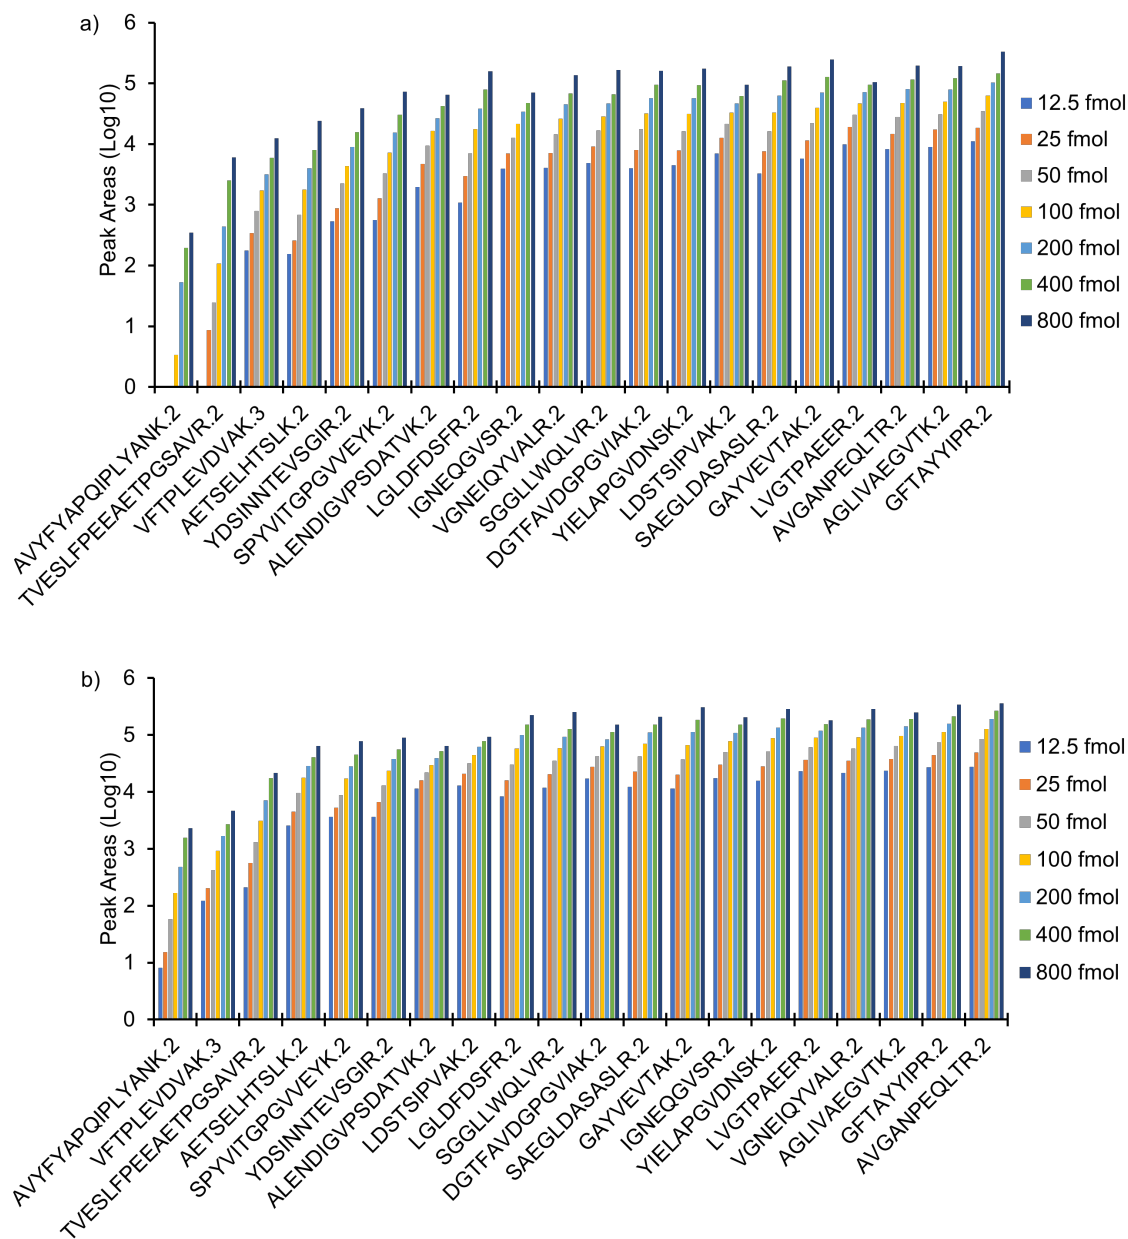 a)
Peak Areas (Log10)
6
5
4
3
2
1
0
AVYFYAPQIPLYANK.2
TVESLFPEEAETPGSAVR.2
VFTPLEVDVAK.3
AETSELHTSLK.2
YDSINNTEVSGIR.2
SPYVITGPGVVEYK.2
ALENDIGVPSDATVK.2
LGLDFDSFR.2
IGNEQGVSR.2
VGNEIQYVALR.2
SGGLLWQLVR.2
DGTFAVDGPGVIAK.2
YIELAPGVDNSK.2
LDSTSIPVAK.2
SAEGLDASASLR.2
GAYVEVTAK.2
LVGTPAEER.2
AVGANPEQLTR.2
AGLIVAEGVTK.2
GFTAYYIPR.2
12.5 fmol
25 fmol
50 fmol
100 fmol
200 fmol
400 fmol
800 fmol
b)
Peak Areas (Log10)
6
5
4
3
2
1
0
AVYFYAPQIPLYANK.2
VFTPLEVDVAK.3
TVESLFPEEAETPGSAVR.2
AETSELHTSLK.2
SPYVITGPGVVEYK.2
YDSINNTEVSGIR.2
ALENDIGVPSDATVK.2
LDSTSIPVAK.2
LGLDFDSFR.2
SGGLLWQLVR.2
DGTFAVDGPGVIAK.2
SAEGLDASASLR.2
GAYVEVTAK.2
IGNEQGVSR.2
YIELAPGVDNSK.2
LVGTPAEER.2
VGNEIQYVALR.2
AGLIVAEGVTK.2
GFTAYYIPR.2
AVGANPEQLTR.2
12.5 fmol
25 fmol
50 fmol
100 fmol
200 fmol
400 fmol
800 fmol